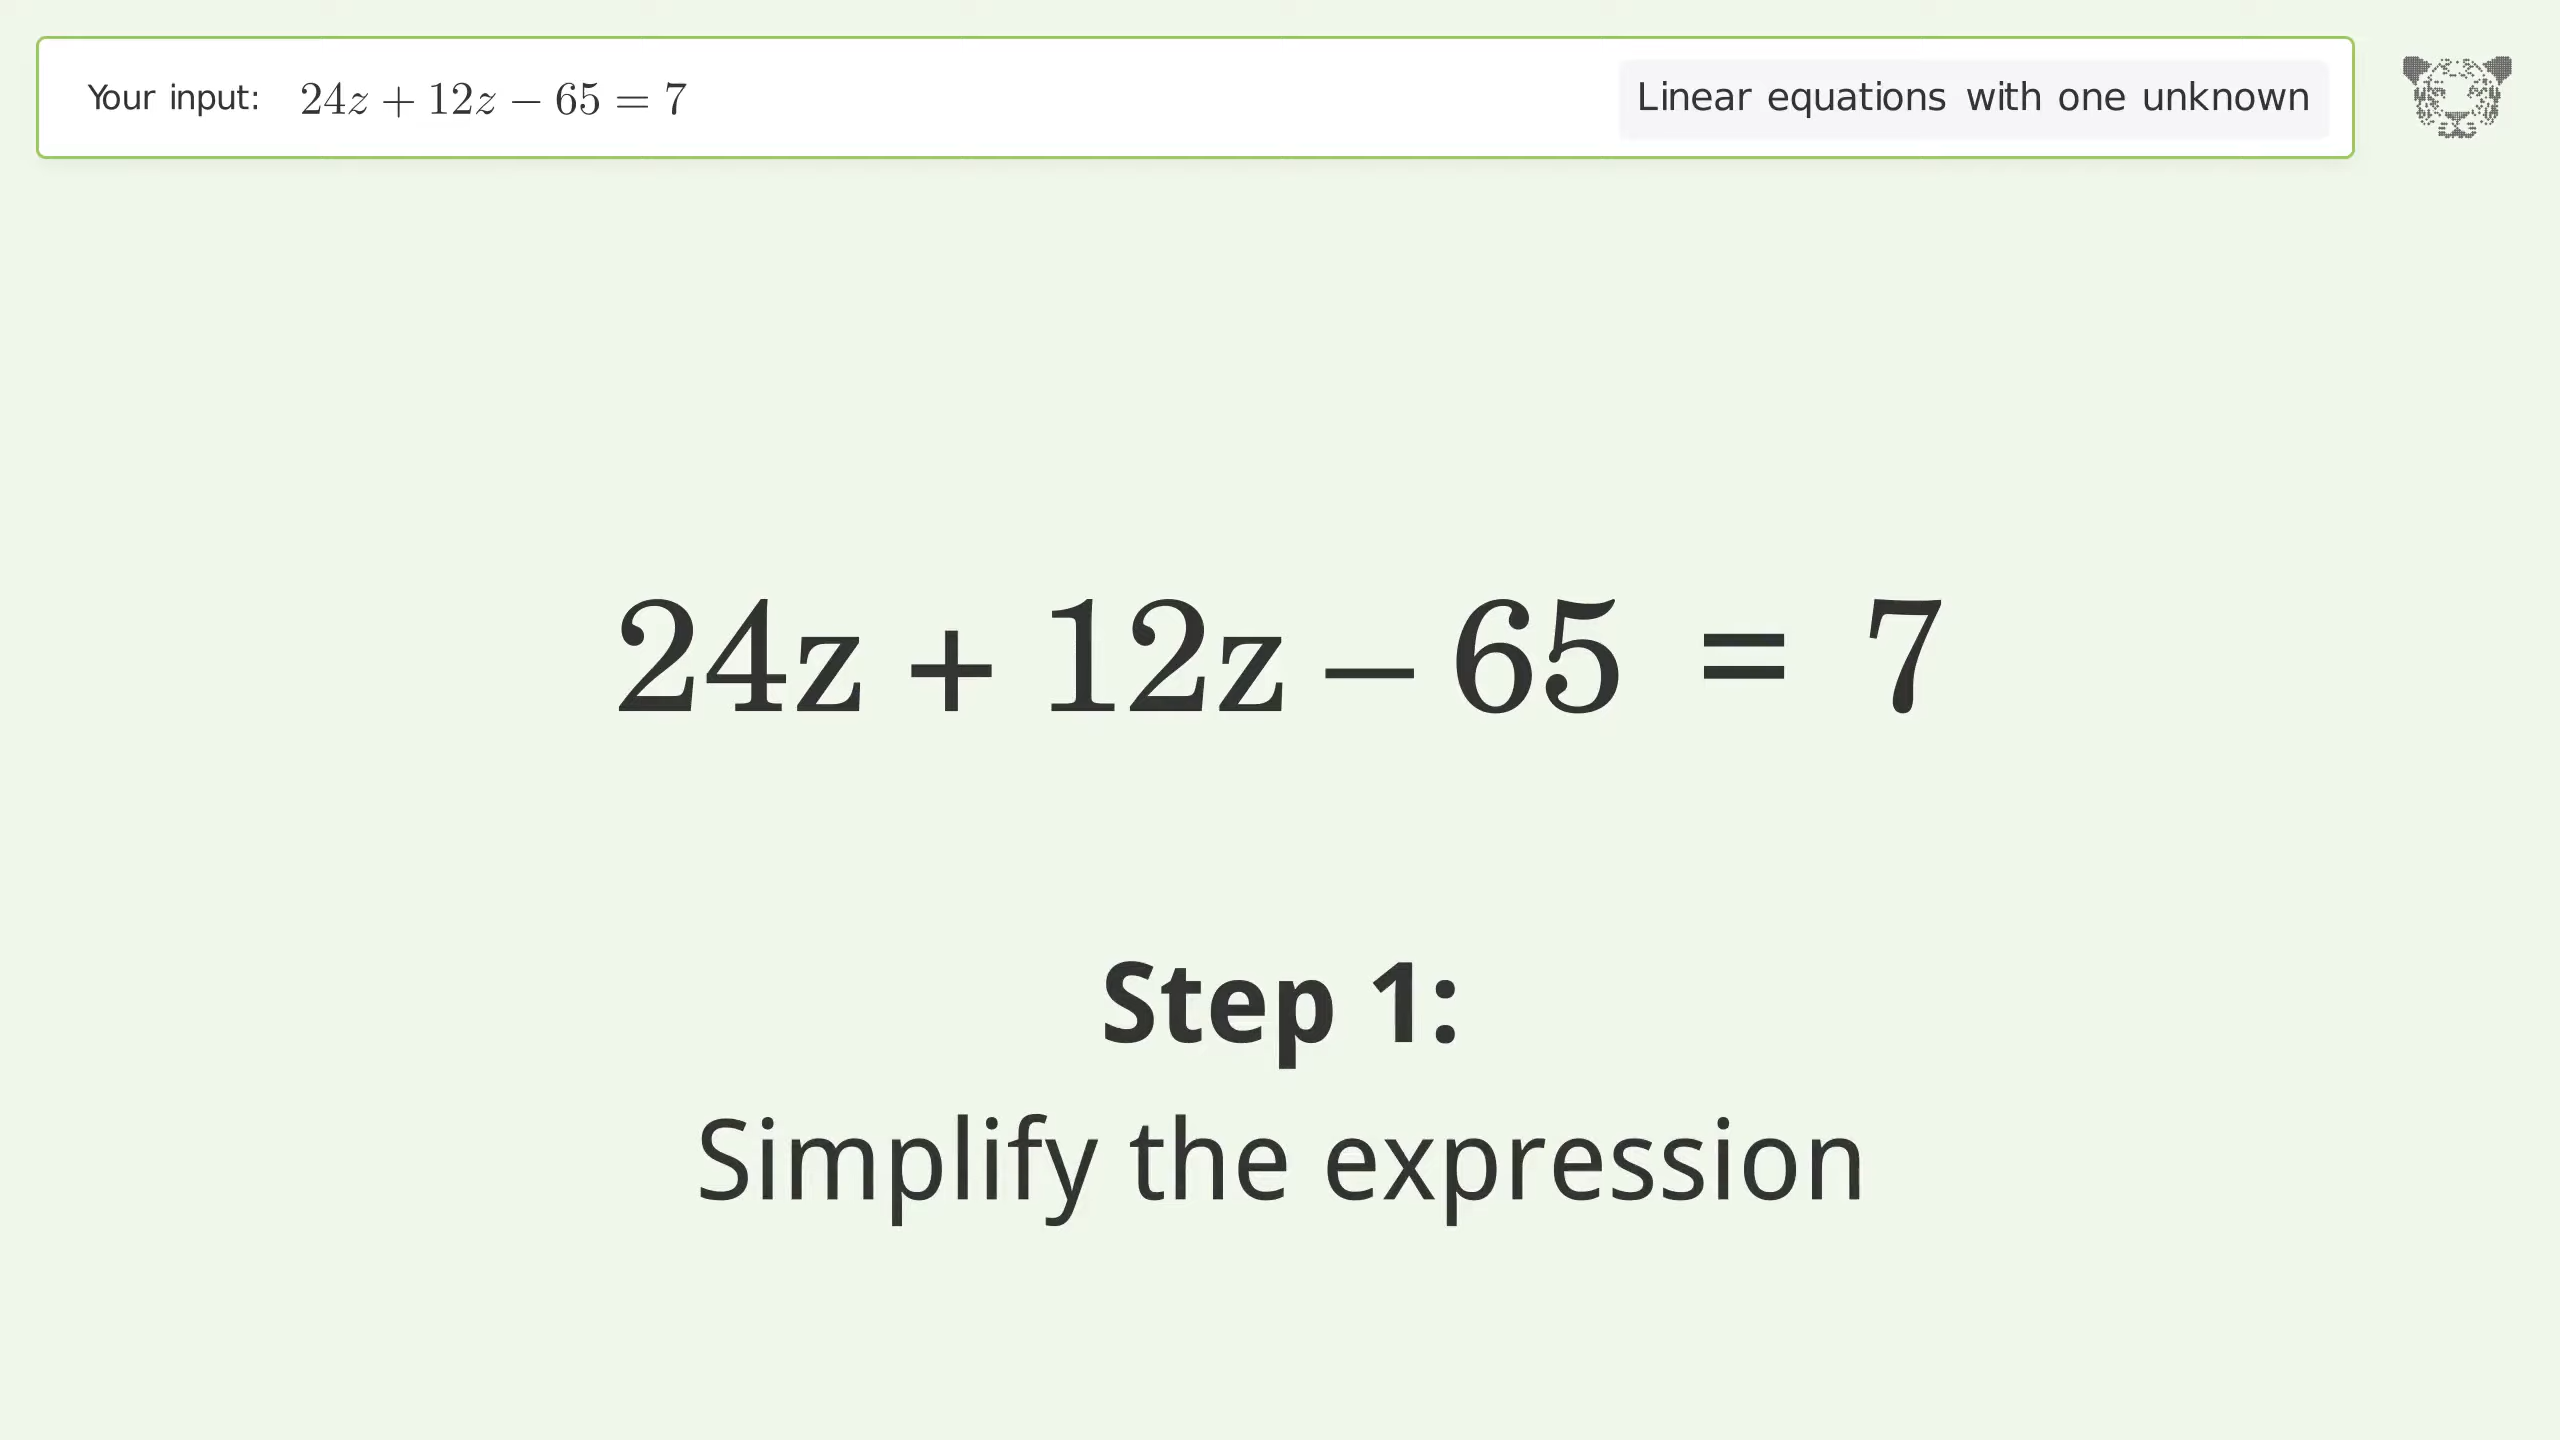 Your input: 24z + 12z − 65 = 7 Linear equations with one unknown
24z + 12z − 65 = 7
Step 1:
Simplify the expression